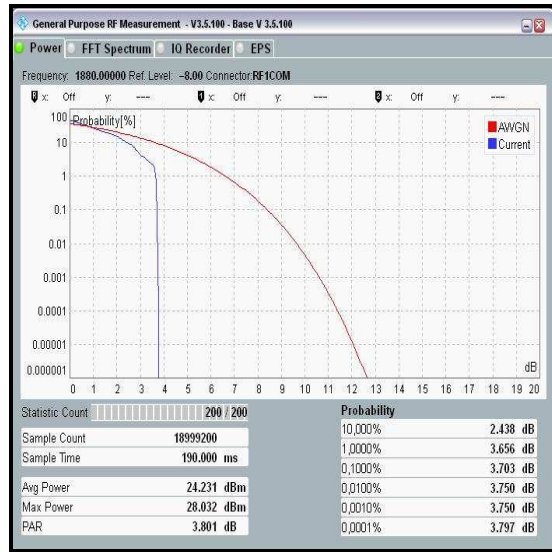 General Purpose RF Measurement - V3.5.100 - Base V 3.5.100
Power FFT Spectrum IQ Recorder EPS
Frequency: 1880.00000 Ref. Level: -8.00 Connector:RF1COM
R x: Off y: --- 1 x: Off y: --- 2 x: Off y: ---
Probability[%]
AWGN
Current
100
10
1
0.1
0.01
0.001
0.0001
0.00001
0.000001
dB
0 1 2 3 4 5 6 7 8 9 10 11 12 13 14 15 16 17 18 19 20
Statistic Count 200 / 200
Sample Count 18999200
Sample Time 190.000 ms
Avg Power 24.231 dBm
Max Power 28.032 dBm
PAR 3.801 dB
Probability
10,000% 2.438 dB
1,0000% 3.656 dB
0,1000% 3.703 dB
0,0100% 3.750 dB
0,0010% 3.750 dB
0,0001% 3.797 dB